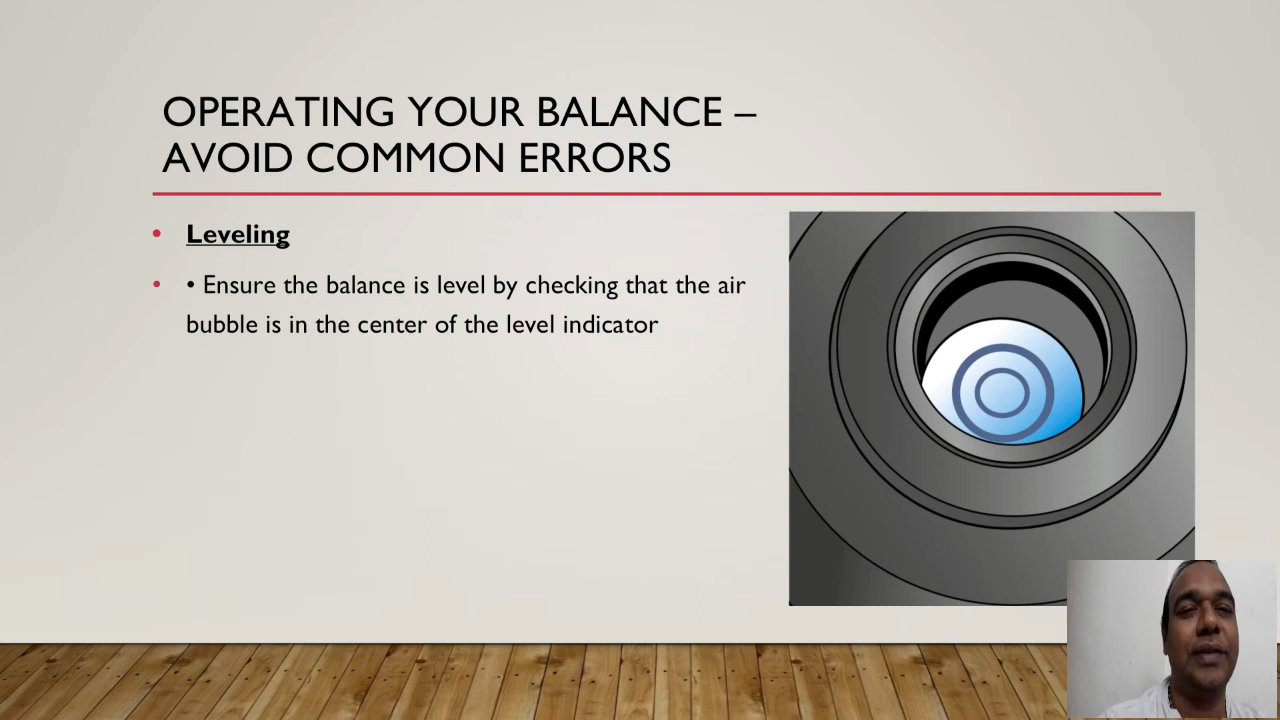 OPERATING YOUR BALANCE –
AVOID COMMON ERRORS
• Leveling
• • Ensure the balance is level by checking that the air
bubble is in the center of the level indicator